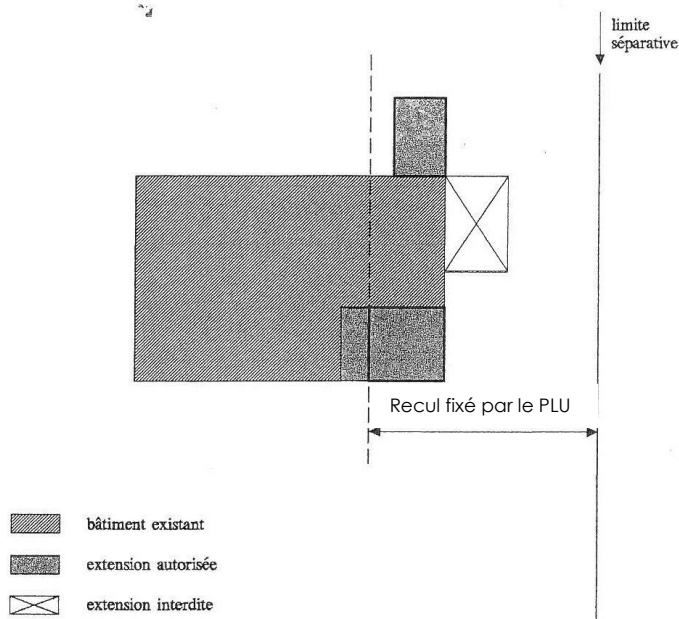 limite
séparative
Recul fixé par le PLU
bâtiment existant
extension autorisée
extension interdite